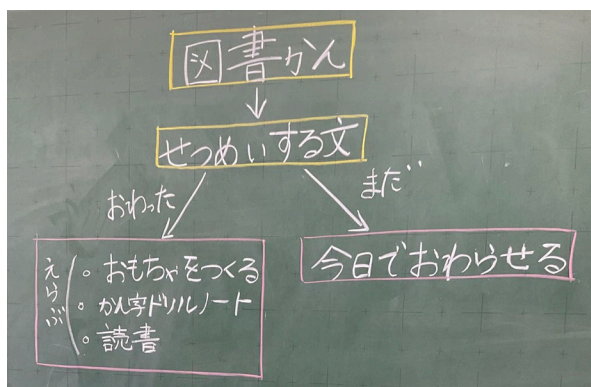 図書かん
せつめいする文
おわった
まだ
えらぶ
・おもちゃをつくる
・かん字ドリルノート
・読書
今日でおわらせる